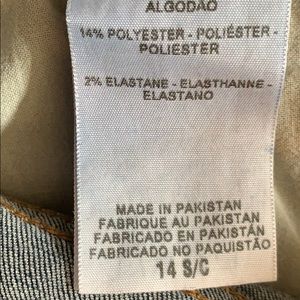 ALGODÃO
14% POLYESTER - POLIÉSTER -
POLIESTER
2% ELASTANE - ELASTHANNE -
ELASTANO
MADE IN PAKISTAN
FABRIQUE AU PAKISTAN
FABRICADO EN PAKISTÁN
FABRICADO NO PAQUISTÃO
14 S/C